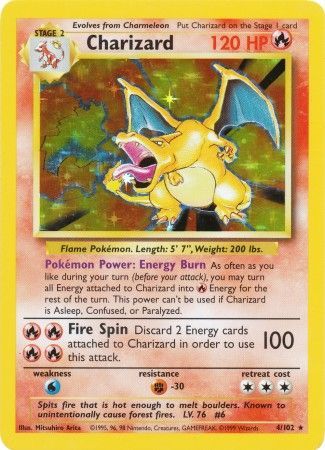 Evolves from Charmeleon Put Charizard on the Stage 1 card
STAGE 2
Charizard 120 HP
Flame Pokémon. Length: 5' 7", Weight: 200 lbs.
Pokémon Power: Energy Burn As often as you
like during your turn (before your attack), you may turn
all Energy attached to Charizard into Energy for the
rest of the turn. This power can't be used if Charizard
is Asleep, Confused, or Paralyzed.
Fire Spin Discard 2 Energy cards
attached to Charizard in order to use
this attack.
100
weakness resistance retreat cost
-30
Spits fire that is hot enough to melt boulders. Known to
unintentionally cause forest fires. LV. 76 #6
Illus. Mitsuhiro Arita ©1995, 96, 98 Nintendo, Creatures, GAMEFREAK. ©1999 Wizards. 4/102 ★